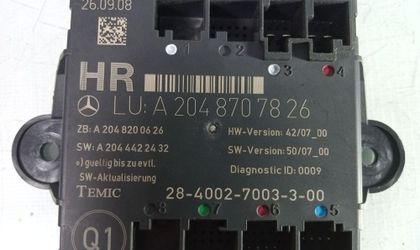 26.09.08
1 2 3 4
HR
LU: A 204 870 78 26
ZB: A 204 820 06 26 HW-Version: 42/07_00
SW: A 204 442 24 32 SW-Version: 50/07_00
o) gueltig bis zu evtl. Diagnostic ID: 0009
SW-Aktualisierung
TEMIC 28-4002-7003-3-00
Q1 8 7 6 5